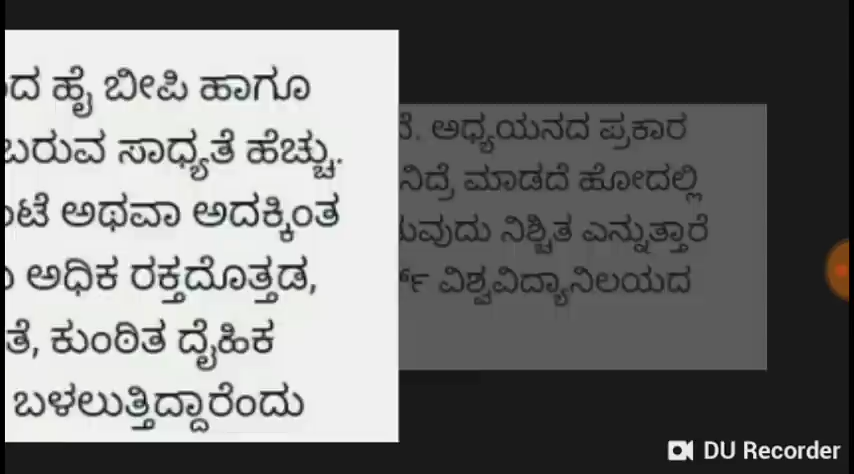 ಹೈ ಬೀಪಿ ಹಾಗೂ
ಬರುವ ಸಾಧ್ಯತೆ ಹೆಚ್ಚು.
ಅಥವಾ ಅದಕ್ಕಿಂತ
ಅಧಿಕ ರಕ್ತದೊತ್ತಡ,
ಕುಂಠಿತ ದೈಹಿಕ
ಬಳಲುತ್ತಿದ್ದಾರೆಂದು
ಅಧ್ಯಯನದ ಪ್ರಕಾರ
ನಿದ್ರೆ ಮಾಡದೆ ಹೋದಲ್ಲಿ
ನಿಶ್ಚಿತ ಎನ್ನುತ್ತಾರೆ
ವಿಶ್ವವಿದ್ಯಾನಿಲಯದ
DU Recorder